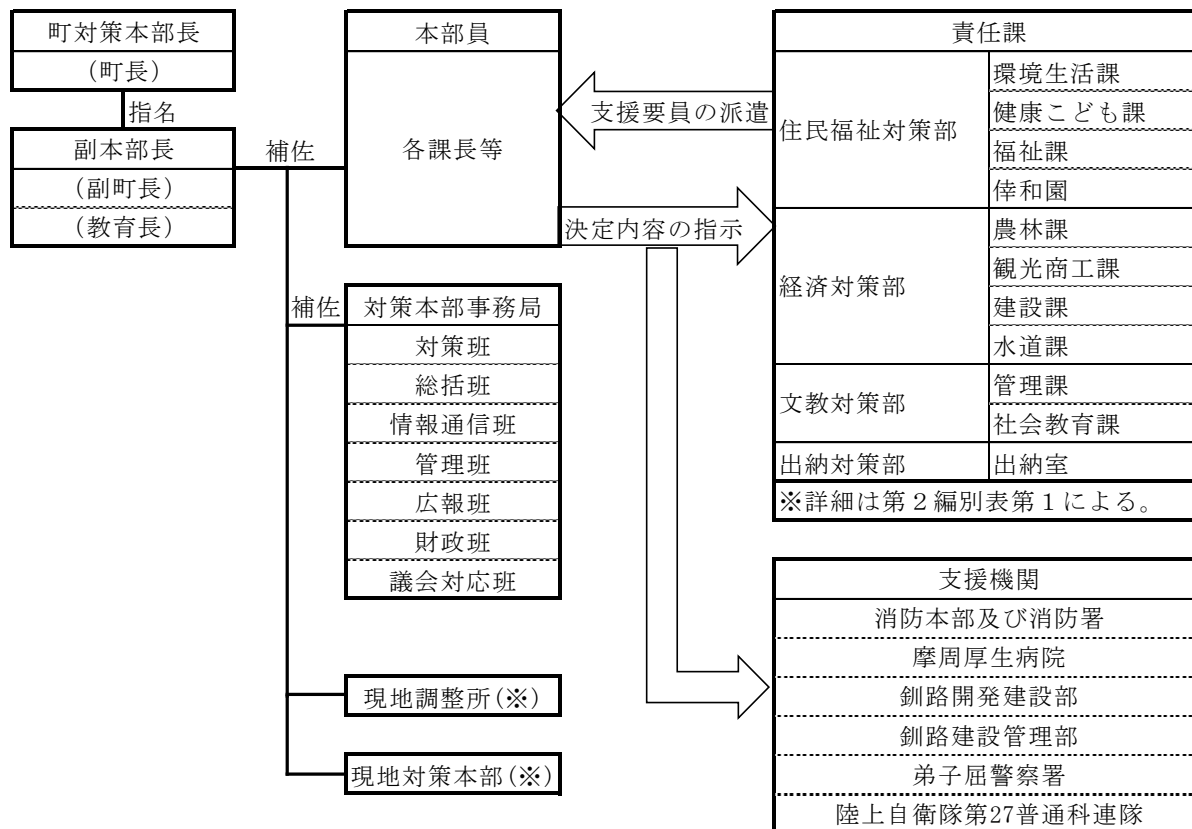 町対策本部長
(町長)
指名
副本部長
(副町長)
(教育長)
補佐
本部員
各課長等
補佐
対策本部事務局
対策班
総括班
情報通信班
管理班
広報班
財政班
議会対応班
現地調整所(※)
現地対策本部(※)
支援要員の派遣
決定内容の指示
責任課
住民福祉対策部
環境生活課
健康こども課
福祉課
倖和園
経済対策部
農林課
観光商工課
建設課
水道課
文教対策部
管理課
社会教育課
出納対策部
出納室
※詳細は第2編別表第1による。
支援機関
消防本部及び消防署
摩周厚生病院
釧路開発建設部
釧路建設管理部
弟子屈警察署
陸上自衛隊第27普通科連隊